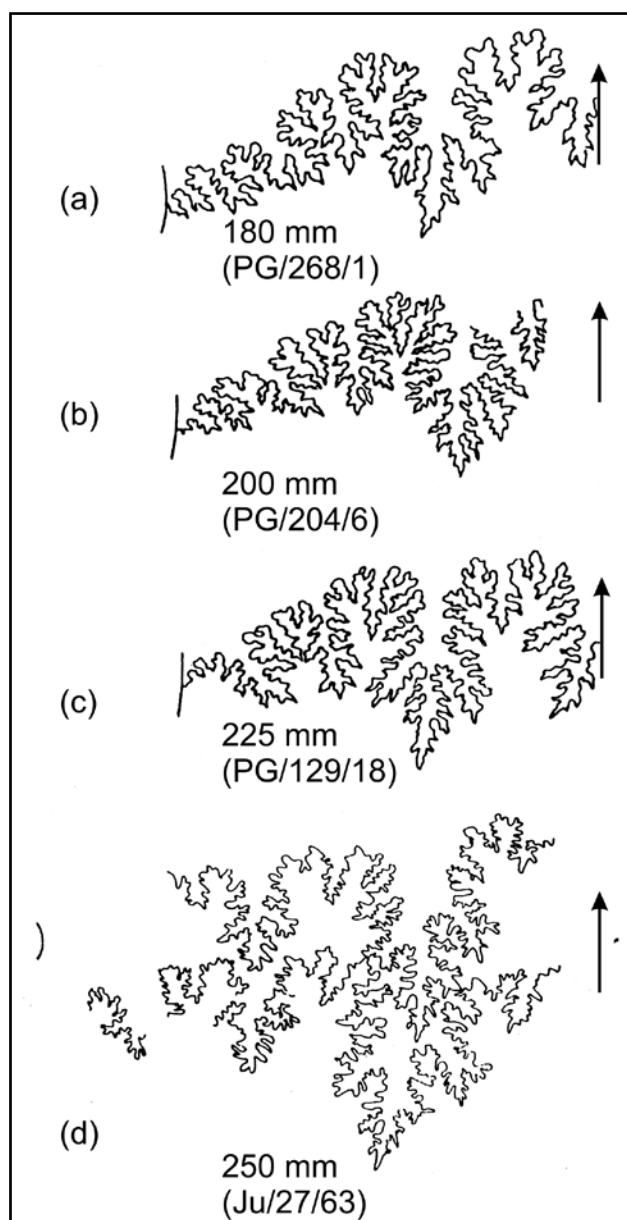 (a)
180 mm
(PG/268/1)
(b)
200 mm
(PG/204/6)
(c)
225 mm
(PG/129/18)
(d)
250 mm
(Ju/27/63)